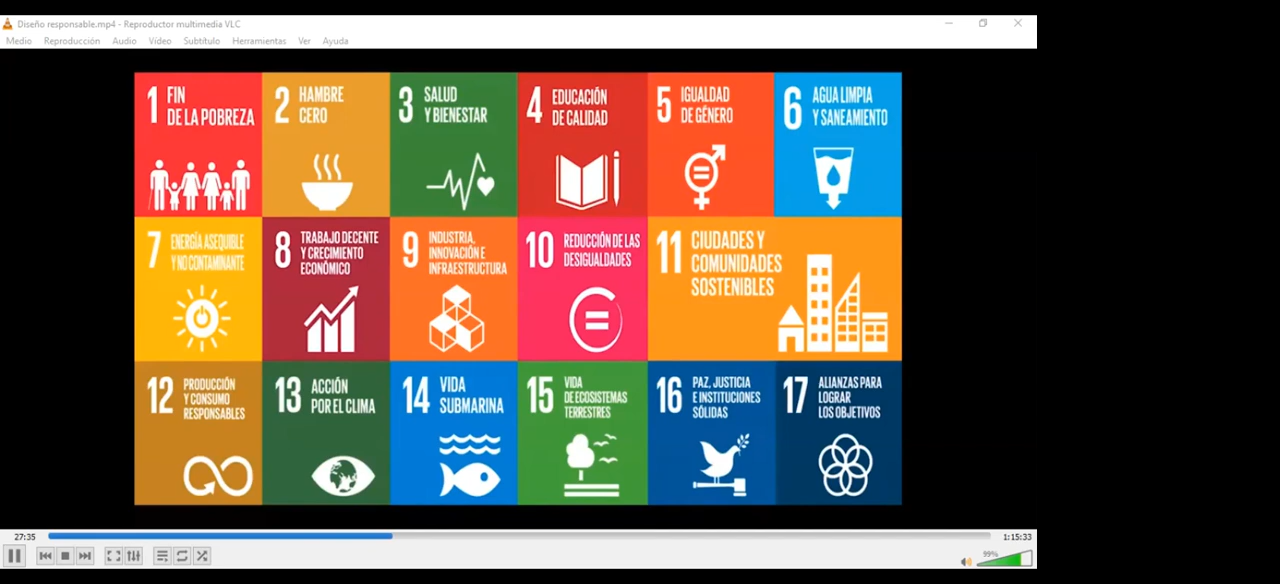 Diseño responsable.mp4 - Reproductor multimedia VLC
Medio Reproducción Audio Vídeo Subtítulo Herramientas Ver Ayuda
1 FIN
DE LA POBREZA
2 HAMBRE
CERO
3 SALUD
Y BIENESTAR
4 EDUCACIÓN
DE CALIDAD
5 IGUALDAD
DE GÉNERO
6 AGUA LIMPIA
Y SANEAMIENTO
7 ENERGÍA ASEQUIBLE
Y NO CONTAMINANTE
8 TRABAJO DECENTE
Y CRECIMIENTO
ECONÓMICO
9 INDUSTRIA,
INNOVACIÓN E
INFRAESTRUCTURA
10 REDUCCIÓN DE LAS
DESIGUALDADES
11 CIUDADES Y
COMUNIDADES
SOSTENIBLES
12 PRODUCCIÓN
Y CONSUMO
RESPONSABLES
13 ACCIÓN
POR EL CLIMA
14 VIDA
SUBMARINA
15 VIDA
DE ECOSISTEMAS
TERRESTRES
16 PAZ, JUSTICIA
E INSTITUCIONES
SÓLIDAS
17 ALIANZAS PARA
LOGRAR
LOS OBJETIVOS
27:35
1:15:33
99%